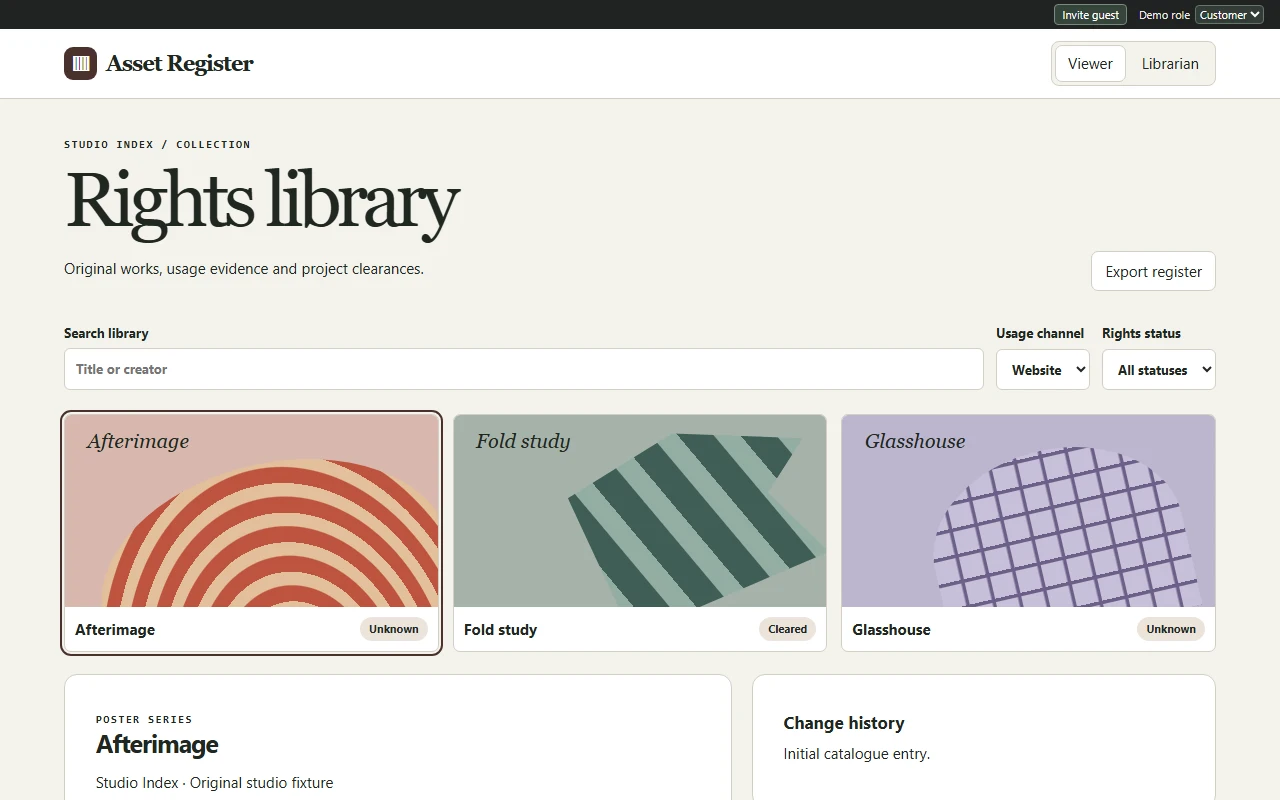 Invite guest
Demo role
Customer
Asset Register
Viewer
Librarian
STUDIO INDEX / COLLECTION
Rights library
Original works, usage evidence and project clearances.
Export register
Search library
Usage channel
Rights status
Title or creator
Website
All statuses
Afterimage
Fold study
Glasshouse
Afterimage
Unknown
Fold study
Cleared
Glasshouse
Unknown
POSTER SERIES
Afterimage
Studio Index · Original studio fixture
Change history
Initial catalogue entry.